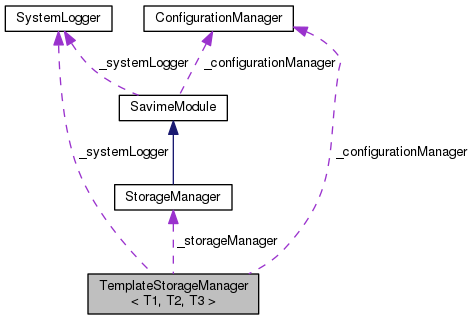 SystemLogger
ConfigurationManager
_systemLogger
_configurationManager
SavimeModule
_systemLogger
_configurationManager
StorageManager
_storageManager
TemplateStorageManager
< T1, T2, T3 >